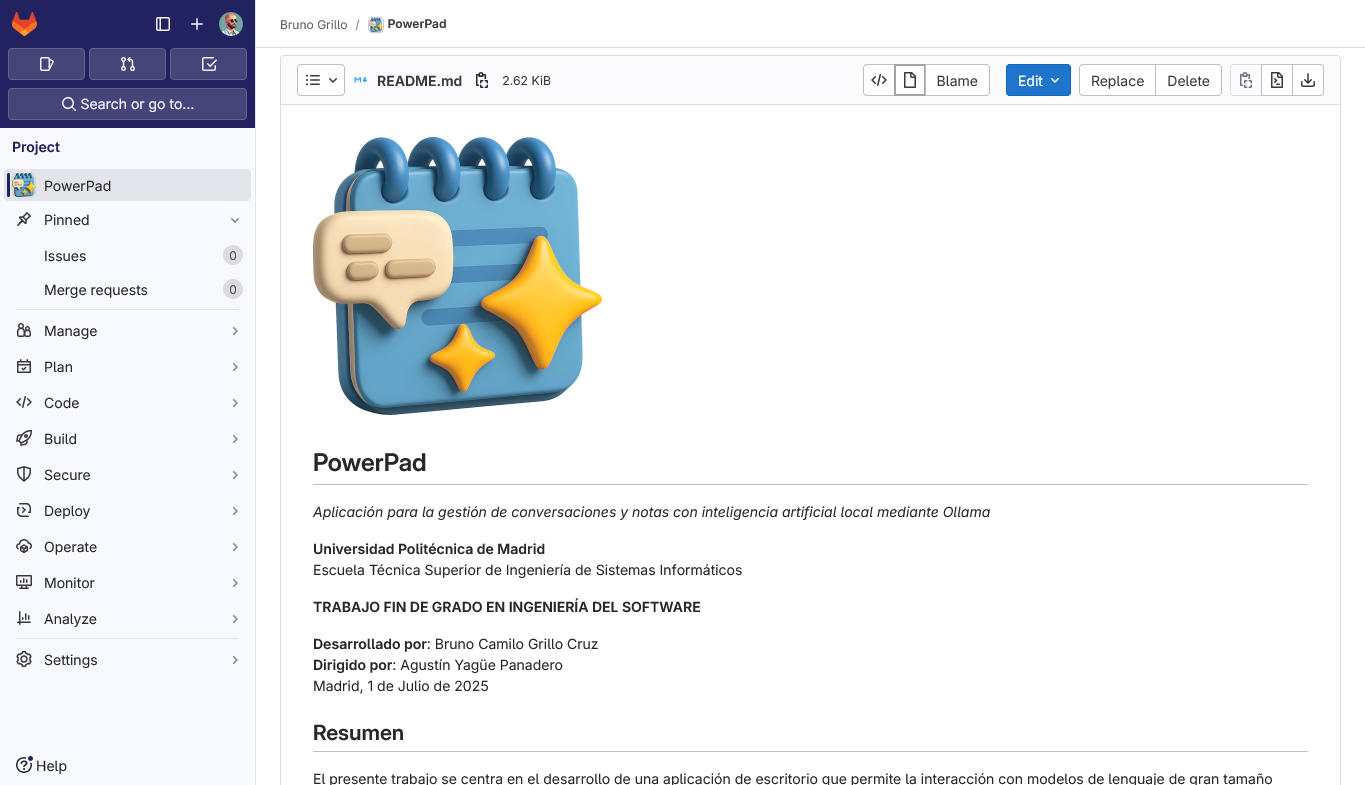 Bruno Grillo / PowerPad
Search or go to...
Project
PowerPad
Pinned
Issues 0
Merge requests 0
Manage
Plan
Code
Build
Secure
Deploy
Operate
Monitor
Analyze
Settings
Help
README.md 2.62 KiB
Blame Edit Replace Delete
PowerPad
Aplicación para la gestión de conversaciones y notas con inteligencia artificial local mediante Ollama
Universidad Politécnica de Madrid
Escuela Técnica Superior de Ingeniería de Sistemas Informáticos
TRABAJO FIN DE GRADO EN INGENIERÍA DEL SOFTWARE
Desarrollado por: Bruno Camilo Grillo Cruz
Dirigido por: Agustín Yagüe Panadero
Madrid, 1 de Julio de 2025
Resumen
El presente trabajo se centra en el desarrollo de una aplicación de escritorio que permite la interacción con modelos de lenguaje de gran tamaño